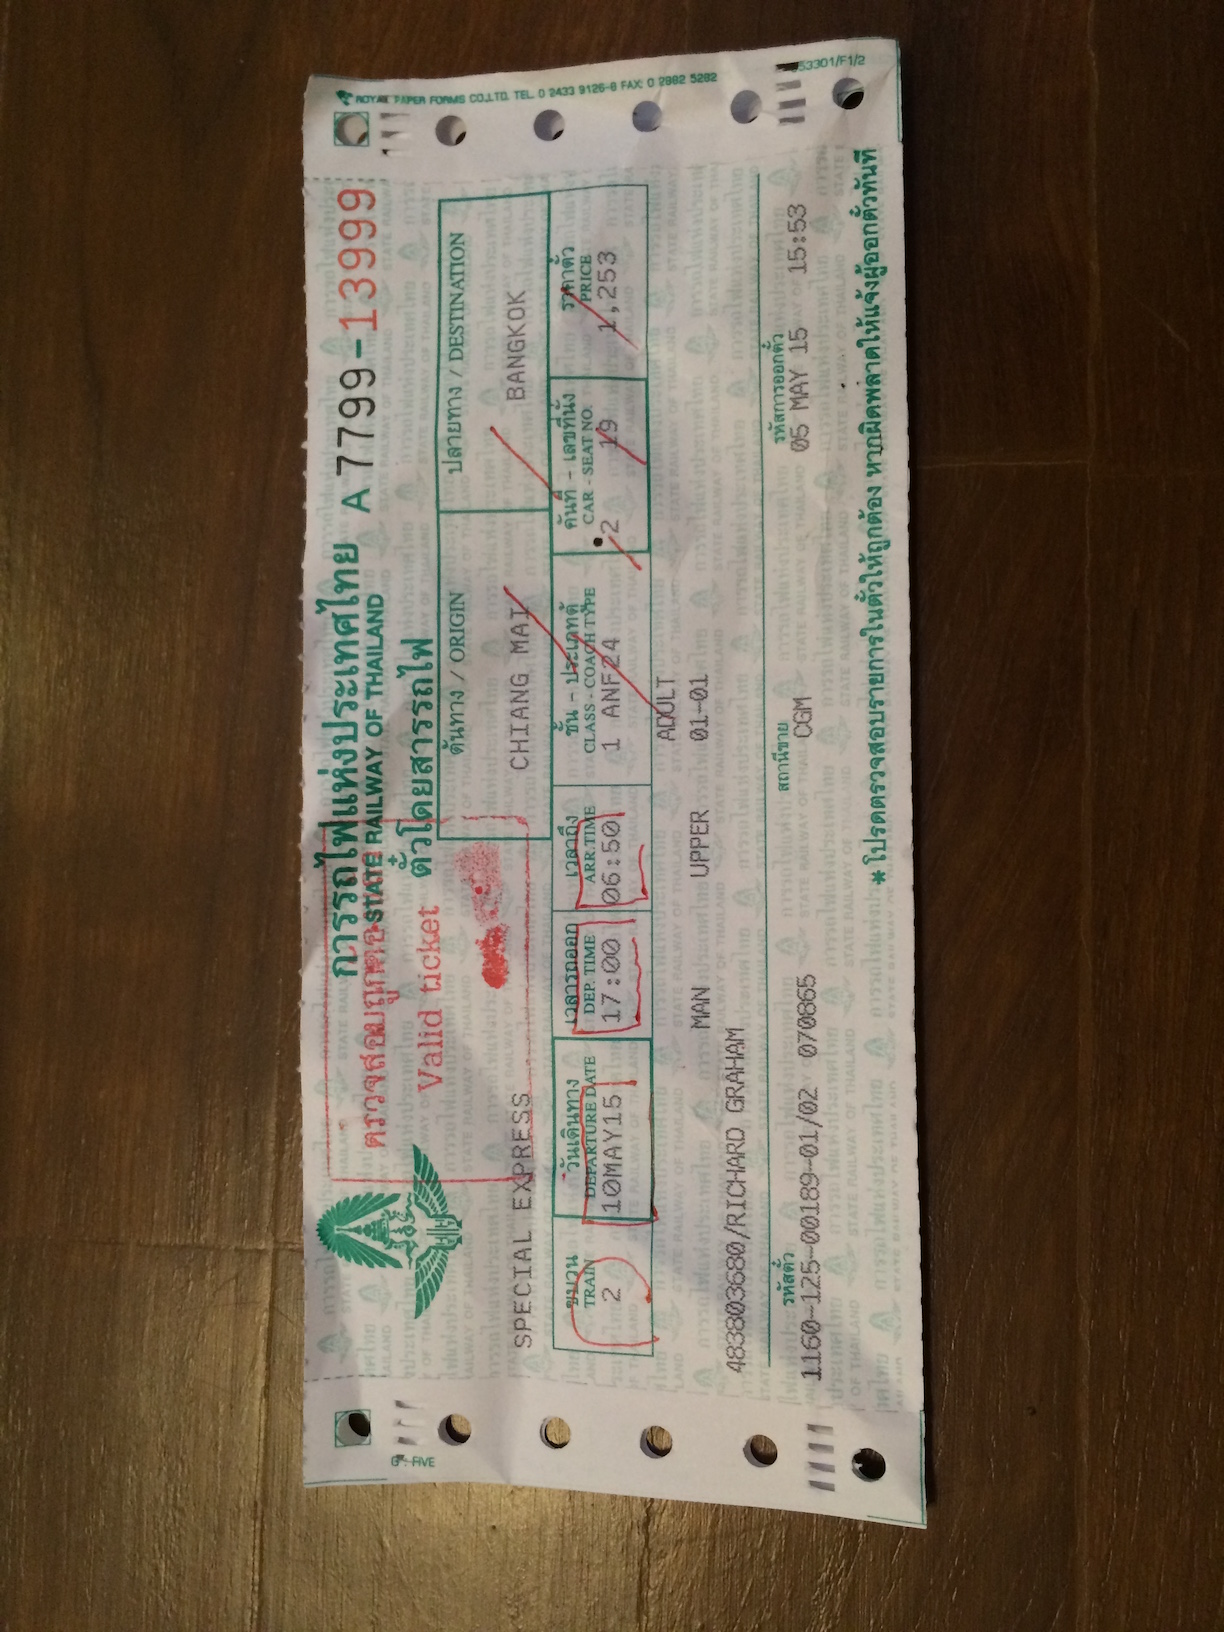 ROYAL PAPER FORMS CO.,LTD. TEL. 0 2433 9126-8 FAX: 0 2882 5282
53301/F1/2
การรถไฟแห่งประเทศไทย A7799-13999
STATE RAILWAY OF THAILAND
ตรวจสอบถูกต้อง
Valid ticket
ตั๋วโดยสารรถไฟ
ต้นทาง / ORIGIN
ปลายทาง / DESTINATION
SPECIAL EXPRESS
CHIANG MAI
BANGKOK
ขบวน
TRAIN
2
วันเดินทาง
DEPARTURE DATE
10MAY15
เวลารถออก
DEP. TIME
17:00
เวลาถึง
ARR.TIME
06:50
ชั้น - ประเภทตู้
CLASS - COACH TYPE
1 ANF24
คันที่ - เลขที่นั่ง
CAR - SEAT NO.
2 19
ราคาตั๋ว
PRICE
1,253
ADULT
MAN UPPER 01-01
483803680/RICHARD GRAHAM
รหัสตั๋ว
สถานีขาย
รหัสการออกตั๋ว
1160-125-00189-01/02 070865 CGM 05 MAY 15 15:53
*โปรดตรวจสอบรายการในตั๋วให้ถูกต้อง หากผิดพลาดให้แจ้งผู้ออกตั๋วทันที